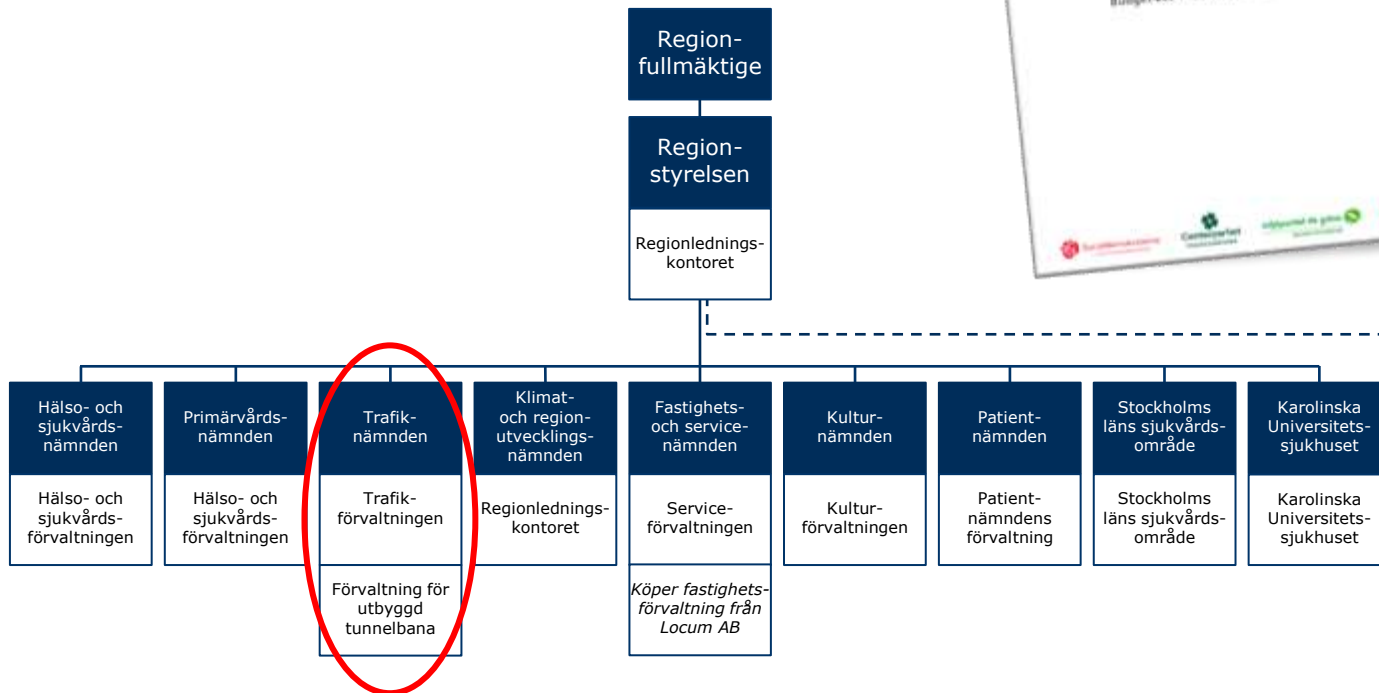 Region-
fullmäktige
Region-
styrelsen
Regionlednings-
kontoret
Hälso- och
sjukvårds-
nämnden
Hälso- och
sjukvårds-
förvaltningen
Primärvårds-
nämnden
Hälso- och
sjukvårds-
förvaltningen
Trafik-
nämnden
Trafik-
förvaltningen
Förvaltning för
utbyggd
tunnelbana
Klimat-
och region-
utvecklings-
nämnden
Regionlednings-
kontoret
Fastighets-
och service-
nämnden
Service-
förvaltningen
Köper fastighets-
förvaltning från
Locum AB
Kultur-
nämnden
Kultur-
förvaltningen
Patient-
nämnden
Patient-
nämndens
förvaltning
Stockholms
läns sjukvårds-
område
Stockholms
läns sjukvårds-
område
Karolinska
Universitets-
sjukhuset
Karolinska
Universitets-
sjukhuset